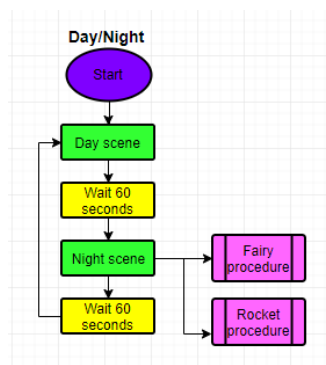 Day/Night
Start
Day scene
Wait 60
seconds
Night scene
Fairy
procedure
Wait 60
seconds
Rocket
procedure